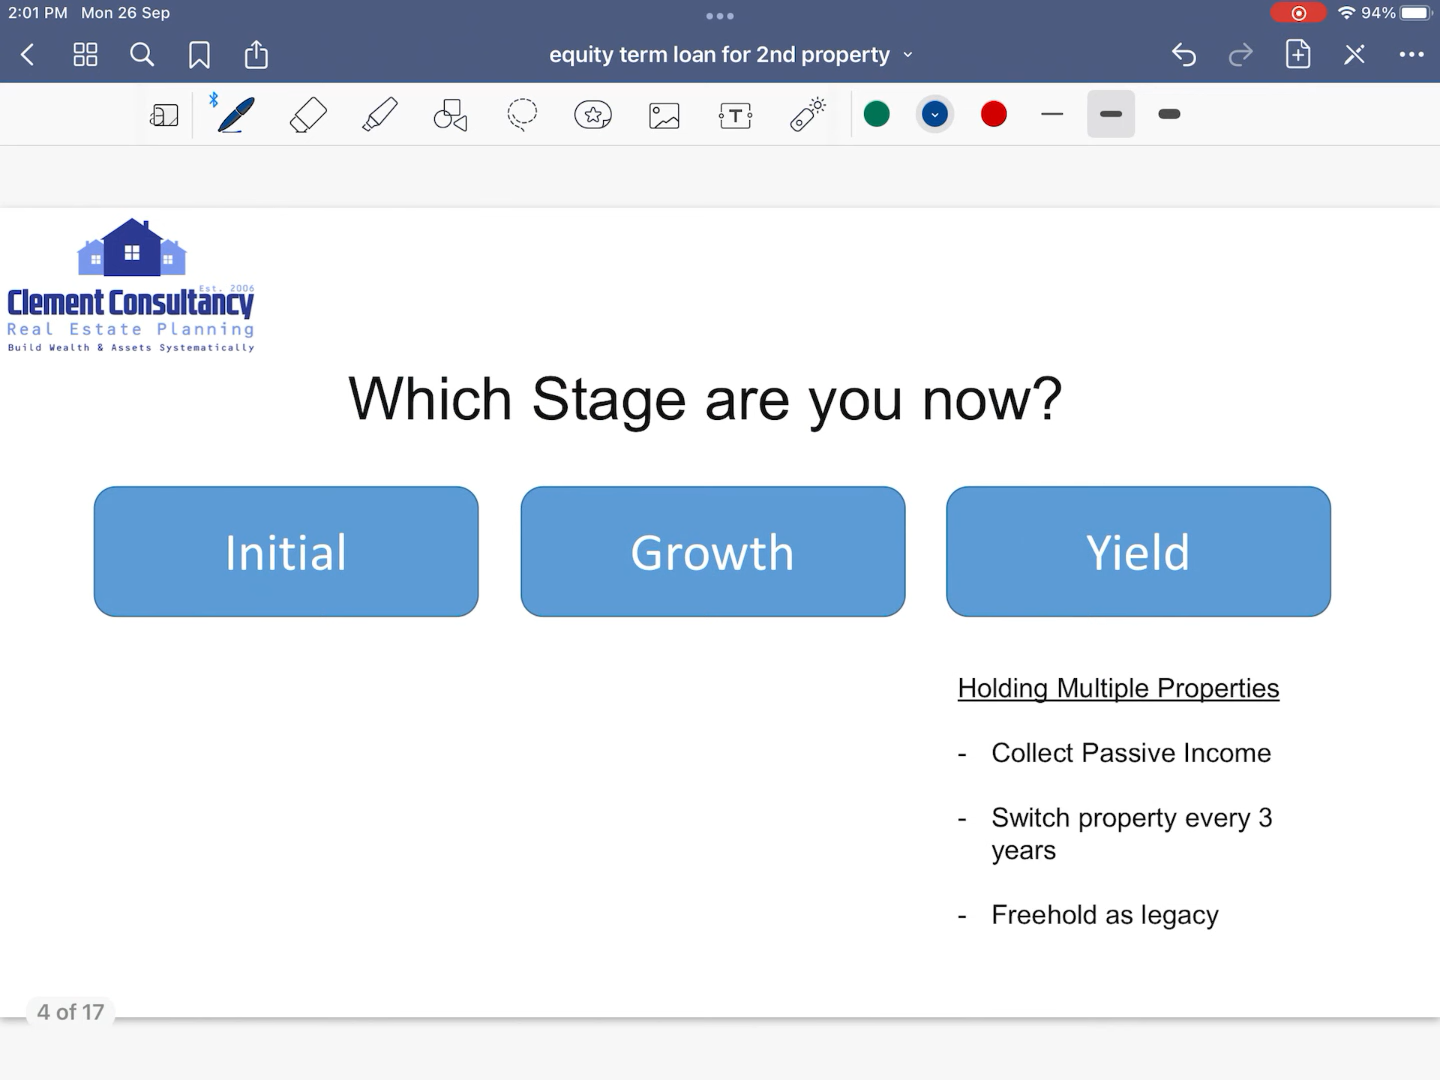 2:01 PM Mon 26 Sep
94%
equity term loan for 2nd property
T
Est. 2006
Clement Consultancy
Real Estate Planning
Build Wealth & Assets Systematically
Which Stage are you now?
Initial
Growth
Yield
Holding Multiple Properties
- Collect Passive Income
- Switch property every 3
years
- Freehold as legacy
4 of 17